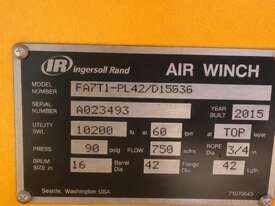 IR Ingersoll Rand AIR WINCH
MODEL NUMBER FA7T1-PL42/D15G36
SERIAL NUMBER A023493 YEAR BUILT 2015
UTILITY SWL 10200 lbs at 60 fpm at TOP layer
PRESS 90 psig FLOW 750 scfm ROPE Dia 3/4 in
DRUM SIZE in 16 Barrel Dia 42 Flange Dia 42 Lgth
Seattle, Washington USA 71070643